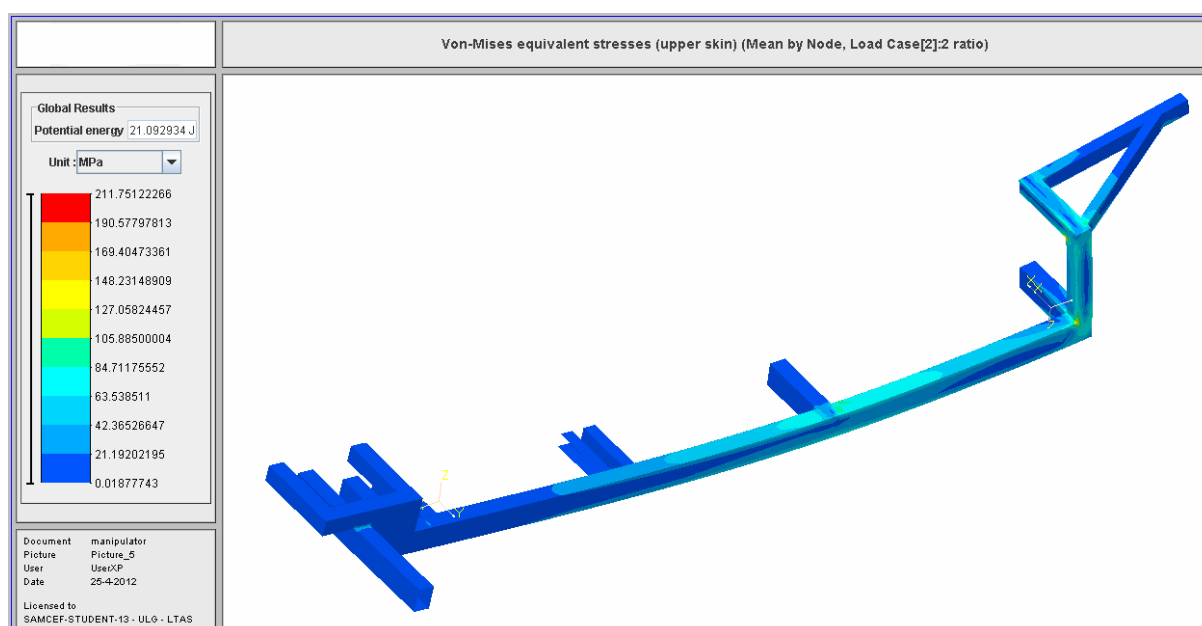 Von-Mises equivalent stresses (upper skin) (Mean by Node, Load Case[2]:2 ratio)
Global Results
Potential energy 21.092934 J
Unit : MPa
211.75122266
190.57797813
169.40473361
148.23148909
127.05824457
105.88500004
84.71175552
63.538511
42.36526647
21.19202195
0.01877743
Z
Y
Document manipulator
Picture Picture_5
User UserXP
Date 25-4-2012
Licensed to
SAMCEF-STUDENT-13 - ULG - LTAS